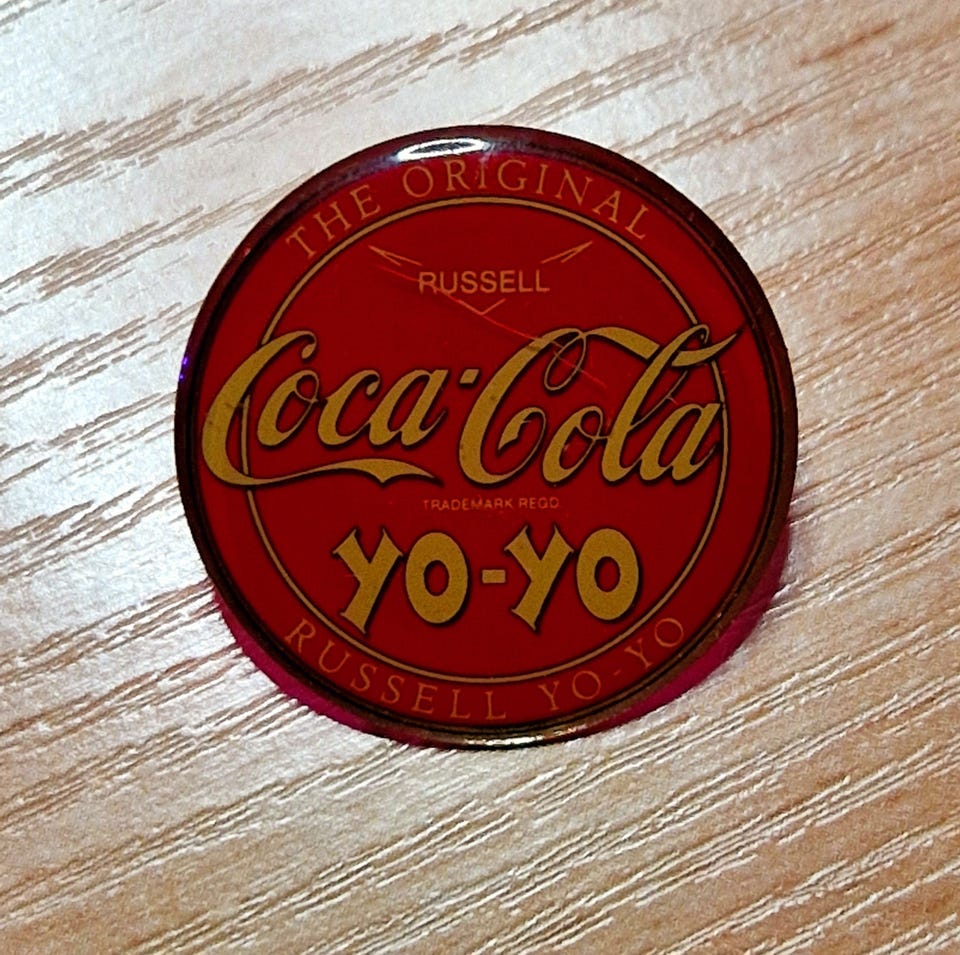 THE ORIGINAL
RUSSELL
Coca-Cola
TRADEMARK REGD.
YO-YO
RUSSELL YO-YO